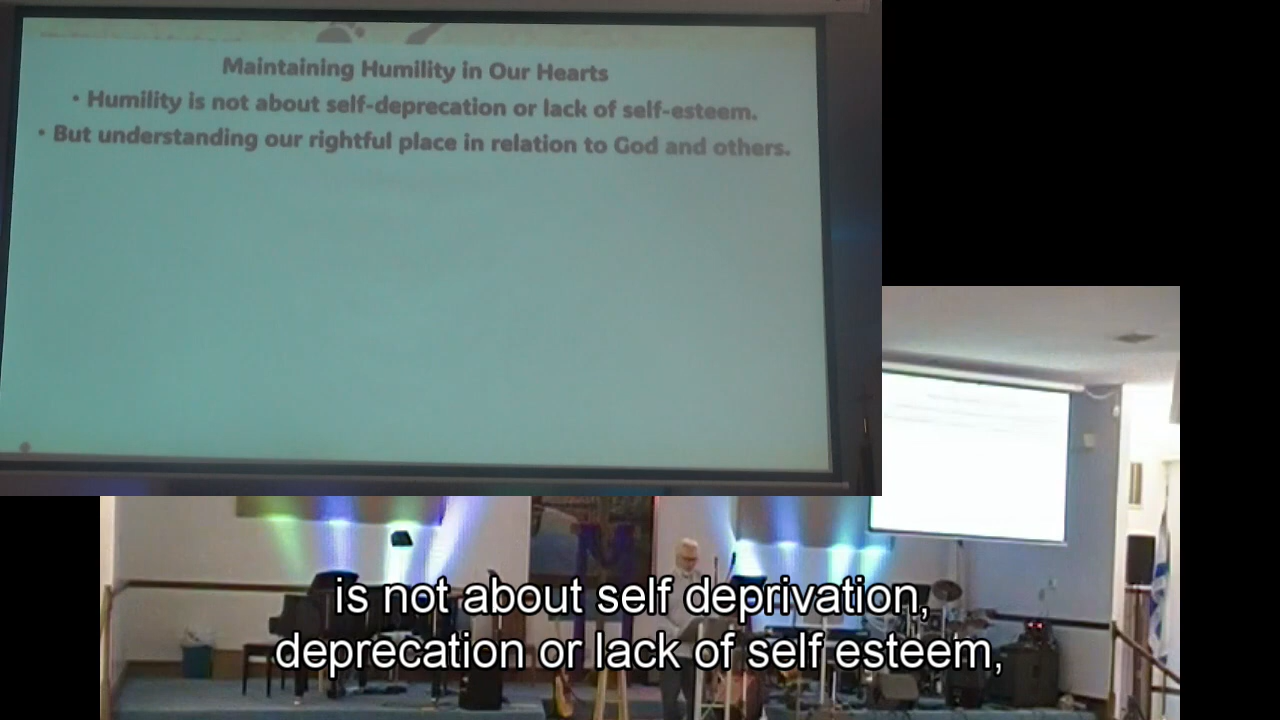 Maintaining Humility in Our Hearts
• Humility is not about self-deprecation or lack of self-esteem.
• But understanding our rightful place in relation to God and others.
is not about self deprivation,
deprecation or lack of self esteem,